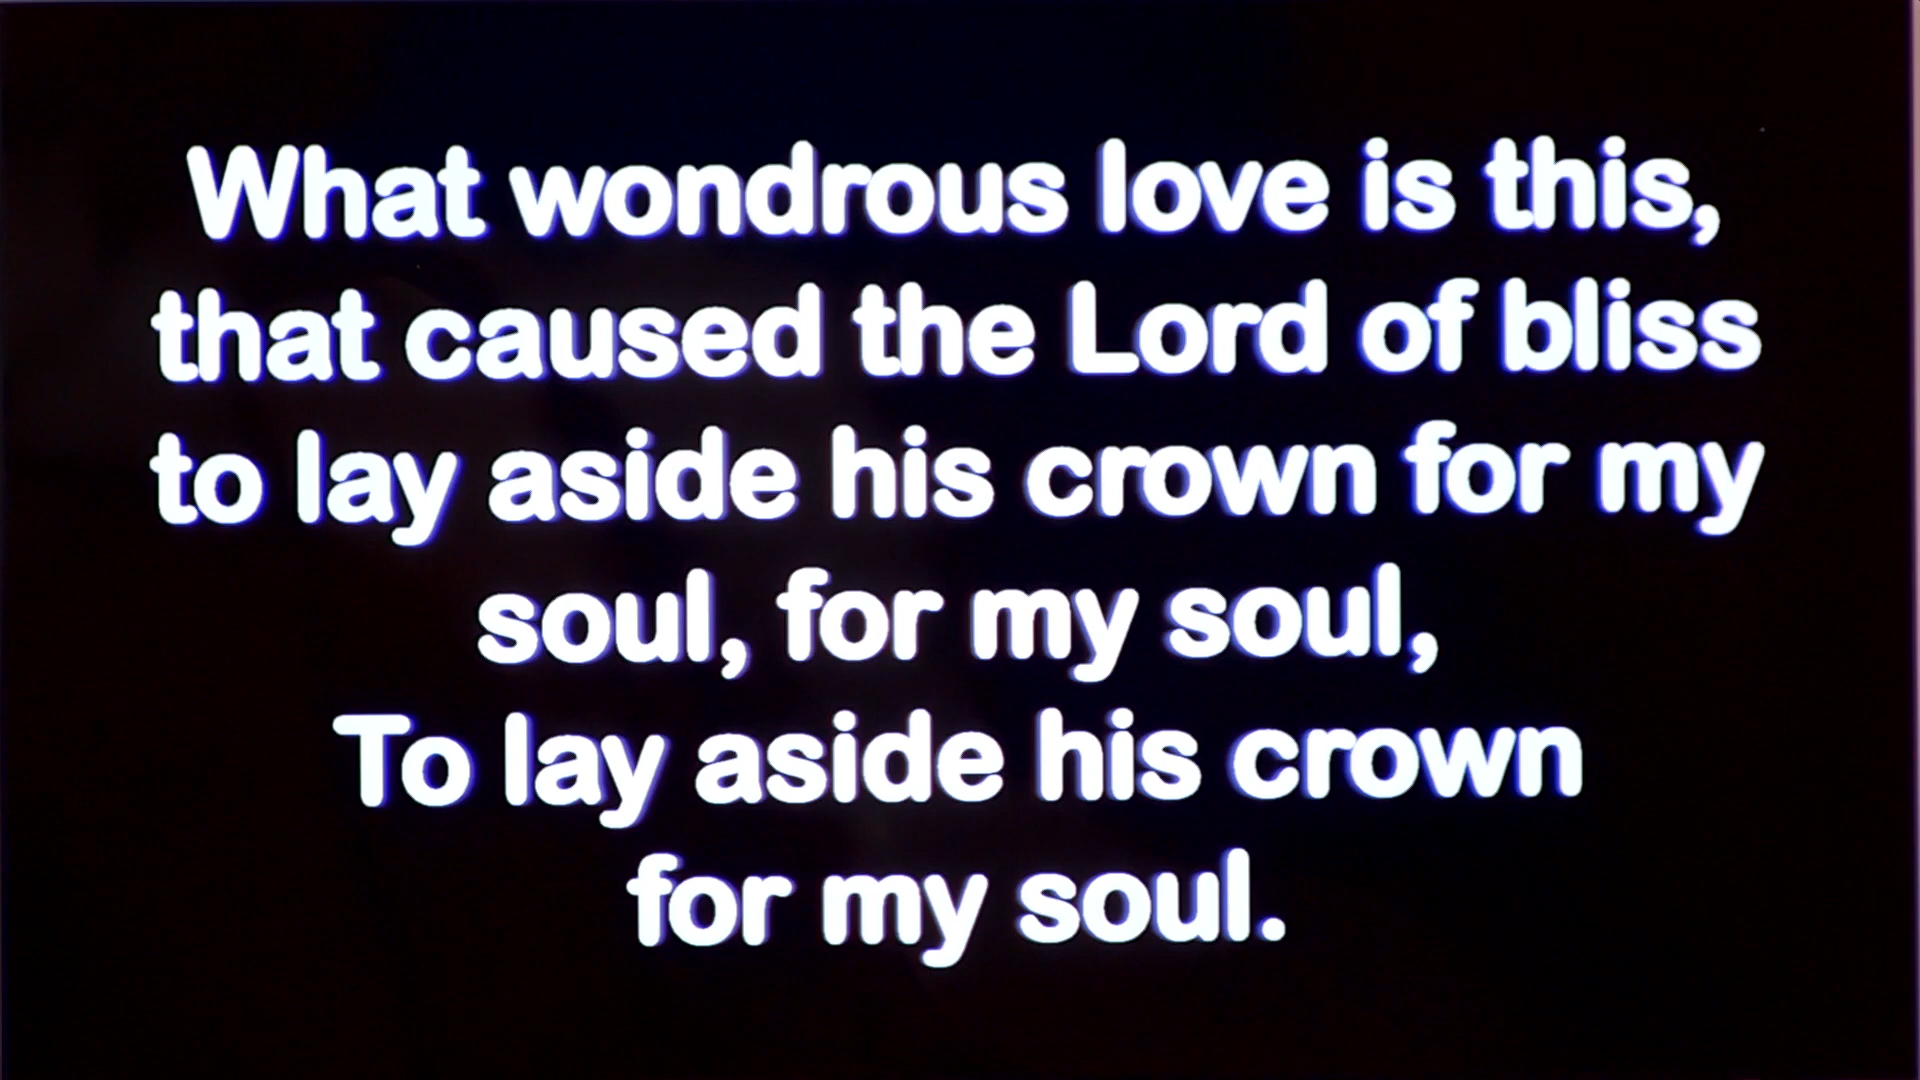 What wondrous love is this,
that caused the Lord of bliss
to lay aside his crown for my
soul, for my soul,
To lay aside his crown
for my soul.